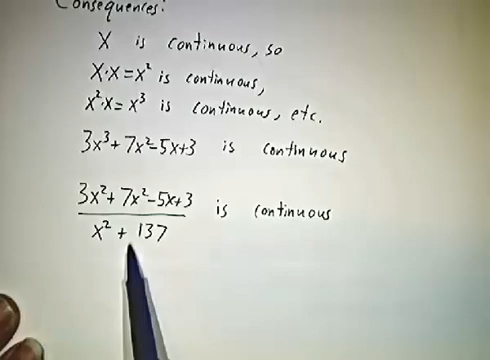 Consequences:
X is continuous, so
X·X=X² is continuous,
X²·X=X³ is continuous, etc.
3X³+7X²-5X+3 is continuous
3X²+7X²-5X+3
X²+137
is continuous